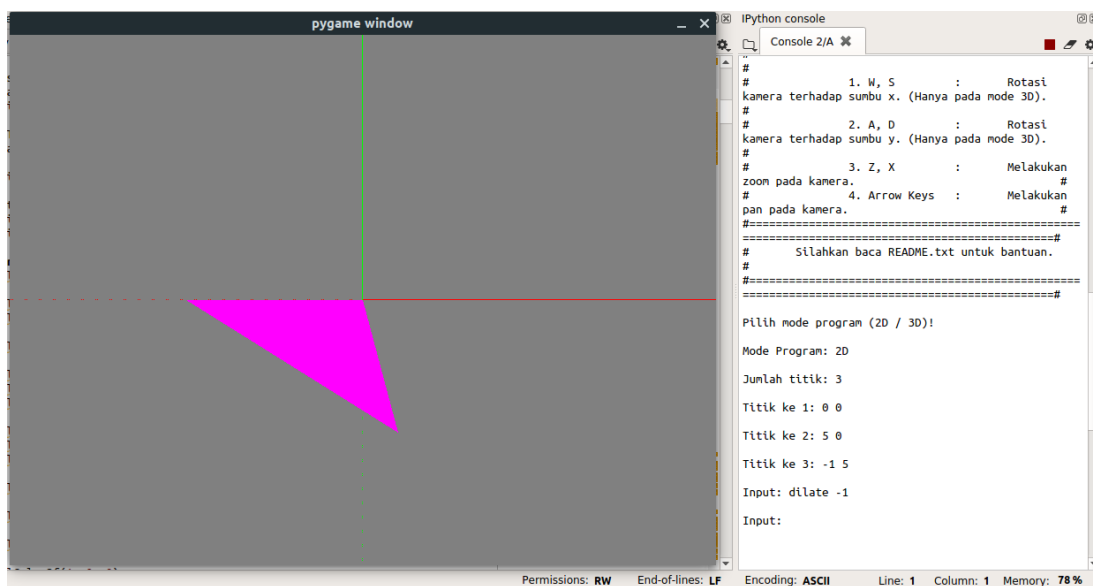 pygame window
IPython console
Console 2/A
#
#
# 1. W, S : Rotasi
kamera terhadap sumbu x. (Hanya pada mode 3D).
#
# 2. A, D : Rotasi
kamera terhadap sumbu y. (Hanya pada mode 3D).
#
# 3. Z, X : Melakukan
zoom pada kamera. #
# 4. Arrow Keys : Melakukan
pan pada kamera. #
#==================================================
===============================================#
# Silahkan baca README.txt untuk bantuan.
#
#==================================================
===============================================#
Pilih mode program (2D / 3D)!
Mode Program: 2D
Jumlah titik: 3
Titik ke 1: 0 0
Titik ke 2: 5 0
Titik ke 3: -1 5
Input: dilate -1
Input:
Permissions: RW End-of-lines: LF Encoding: ASCII Line: 1 Column: 1 Memory: 78 %